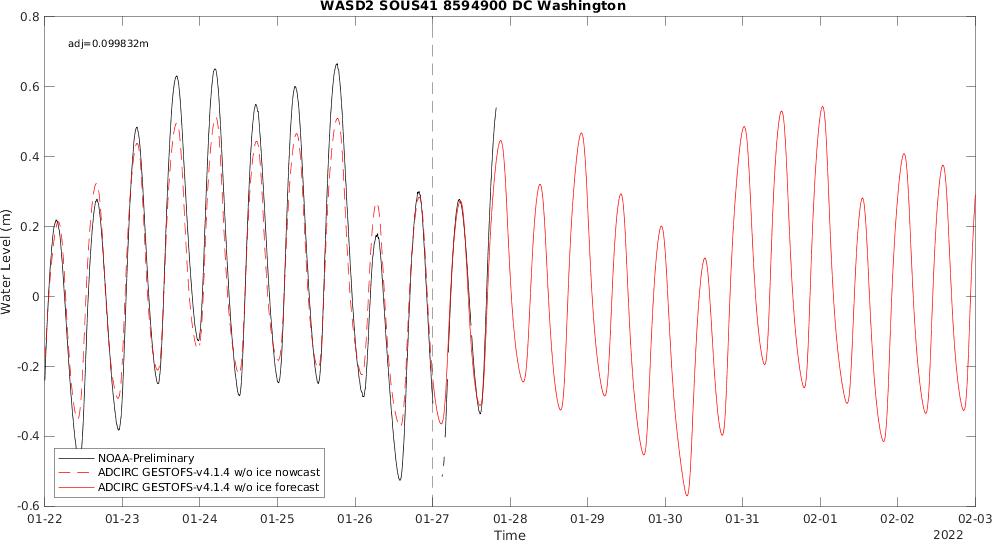 WASD2 SOUS41 8594900 DC Washington
adj=0.099832m
0.8
0.6
0.4
0.2
0
-0.2
-0.4
-0.6
Water Level (m)
NOAA-Preliminary
ADCIRC GESTOFS-v4.1.4 w/o ice nowcast
ADCIRC GESTOFS-v4.1.4 w/o ice forecast
01-22 01-23 01-24 01-25 01-26 01-27 01-28 01-29 01-30 01-31 02-01 02-02 02-03
Time
2022